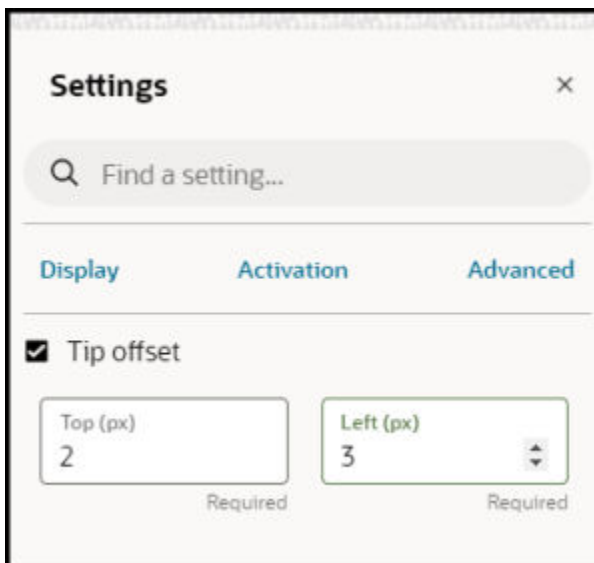 Settings
Find a setting...
Display Activation Advanced
Tip offset
Top (px) Left (px)
2 3
Required Required